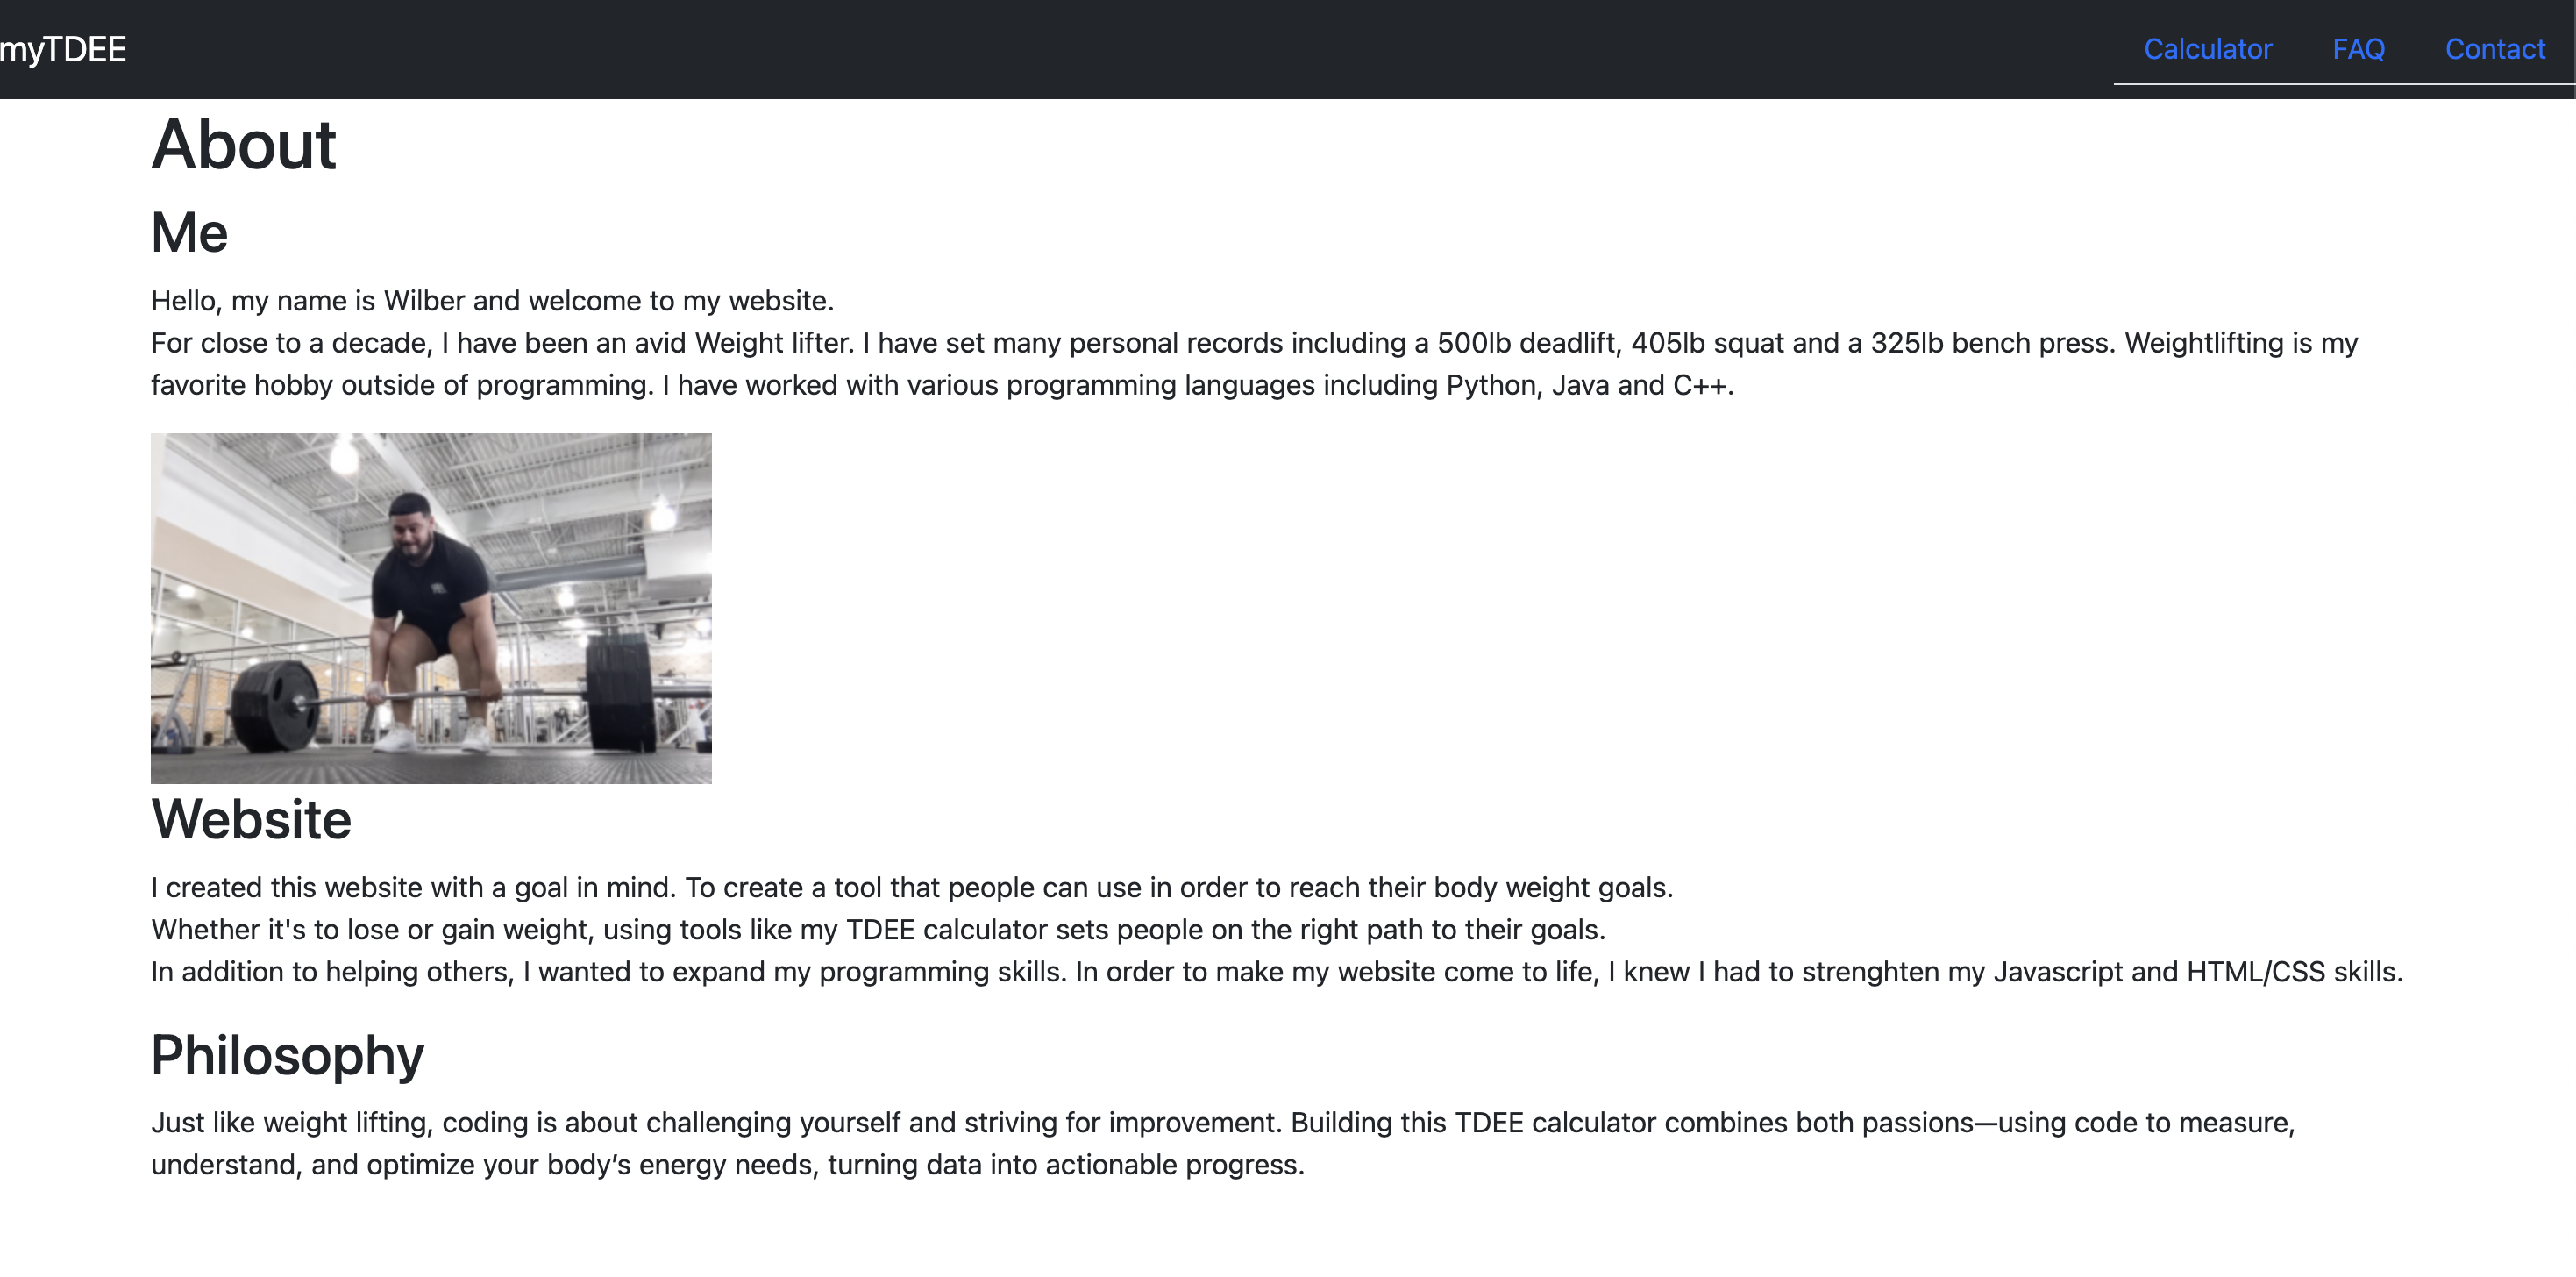 myTDEE
Calculator FAQ Contact
About
Me
Hello, my name is Wilber and welcome to my website.
For close to a decade, I have been an avid Weight lifter. I have set many personal records including a 500lb deadlift, 405lb squat and a 325lb bench press. Weightlifting is my
favorite hobby outside of programming. I have worked with various programming languages including Python, Java and C++.
Website
I created this website with a goal in mind. To create a tool that people can use in order to reach their body weight goals.
Whether it's to lose or gain weight, using tools like my TDEE calculator sets people on the right path to their goals.
In addition to helping others, I wanted to expand my programming skills. In order to make my website come to life, I knew I had to strenghten my Javascript and HTML/CSS skills.
Philosophy
Just like weight lifting, coding is about challenging yourself and striving for improvement. Building this TDEE calculator combines both passions—using code to measure,
understand, and optimize your body’s energy needs, turning data into actionable progress.